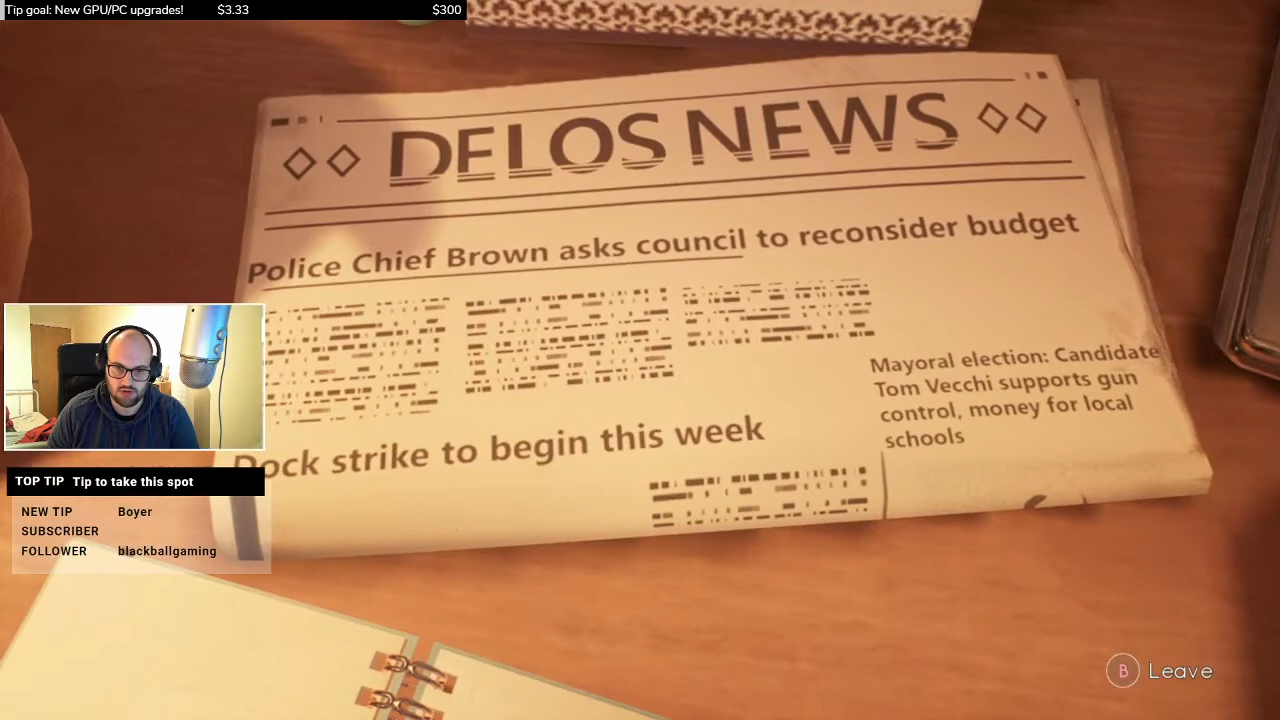 Tip goal: New GPU/PC upgrades! $3.33 $300
DELOS NEWS
Police Chief Brown asks council to reconsider budget
Mayoral election: Candidate
Tom Vecchi supports gun
control, money for local
schools
Dock strike to begin this week
TOP TIP Tip to take this spot
NEW TIP Boyer
SUBSCRIBER
FOLLOWER blackballgaming
B Leave